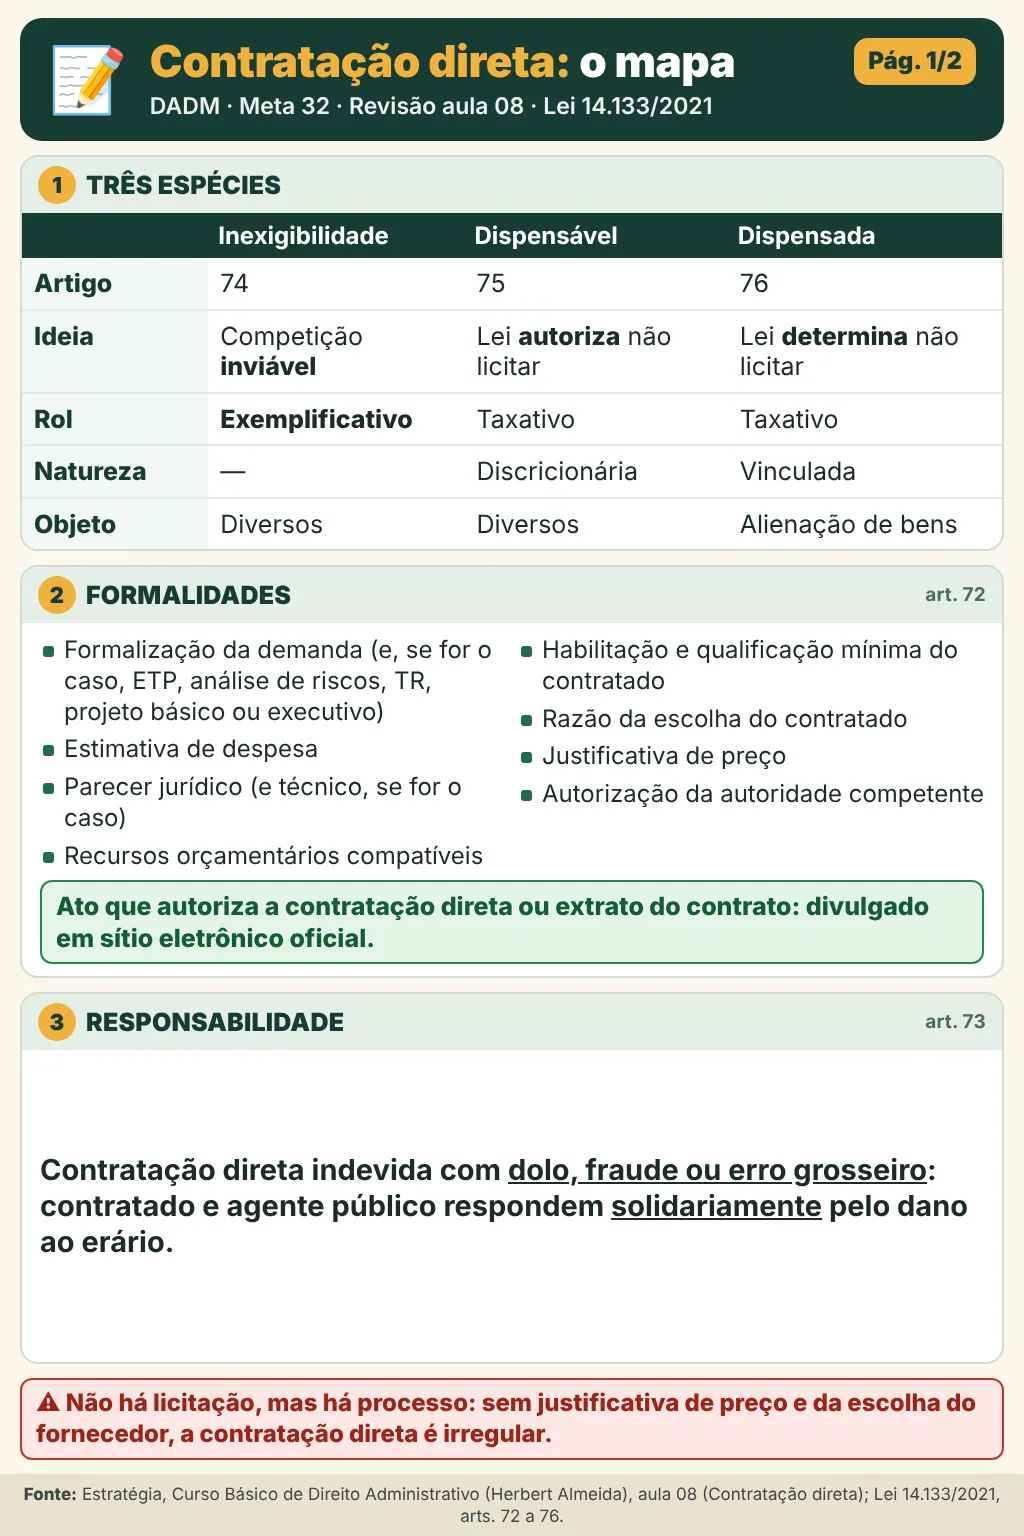 Contratação direta: o mapa
Pág. 1/2
DADM · Meta 32 · Revisão aula 08 · Lei 14.133/2021
1 TRÊS ESPÉCIES
Inexigibilidade Dispensável Dispensada
Artigo 74 75 76
Ideia Competição inviável Lei autoriza não licitar Lei determina não licitar
Rol Exemplificativo Taxativo Taxativo
Natureza — Discricionária Vinculada
Objeto Diversos Diversos Alienação de bens
2 FORMALIDADES art. 72
Formalização da demanda (e, se for o
caso, ETP, análise de riscos, TR,
projeto básico ou executivo)
Estimativa de despesa
Parecer jurídico (e técnico, se for o
caso)
Recursos orçamentários compatíveis
Habilitação e qualificação mínima do
contratado
Razão da escolha do contratado
Justificativa de preço
Autorização da autoridade competente
Ato que autoriza a contratação direta ou extrato do contrato: divulgado
em sítio eletrônico oficial.
3 RESPONSABILIDADE art. 73
Contratação direta indevida com dolo, fraude ou erro grosseiro:
contratado e agente público respondem solidariamente pelo dano
ao erário.
⚠ Não há licitação, mas há processo: sem justificativa de preço e da escolha do
fornecedor, a contratação direta é irregular.
Fonte: Estratégia, Curso Básico de Direito Administrativo (Herbert Almeida), aula 08 (Contratação direta); Lei 14.133/2021,
arts. 72 a 76.